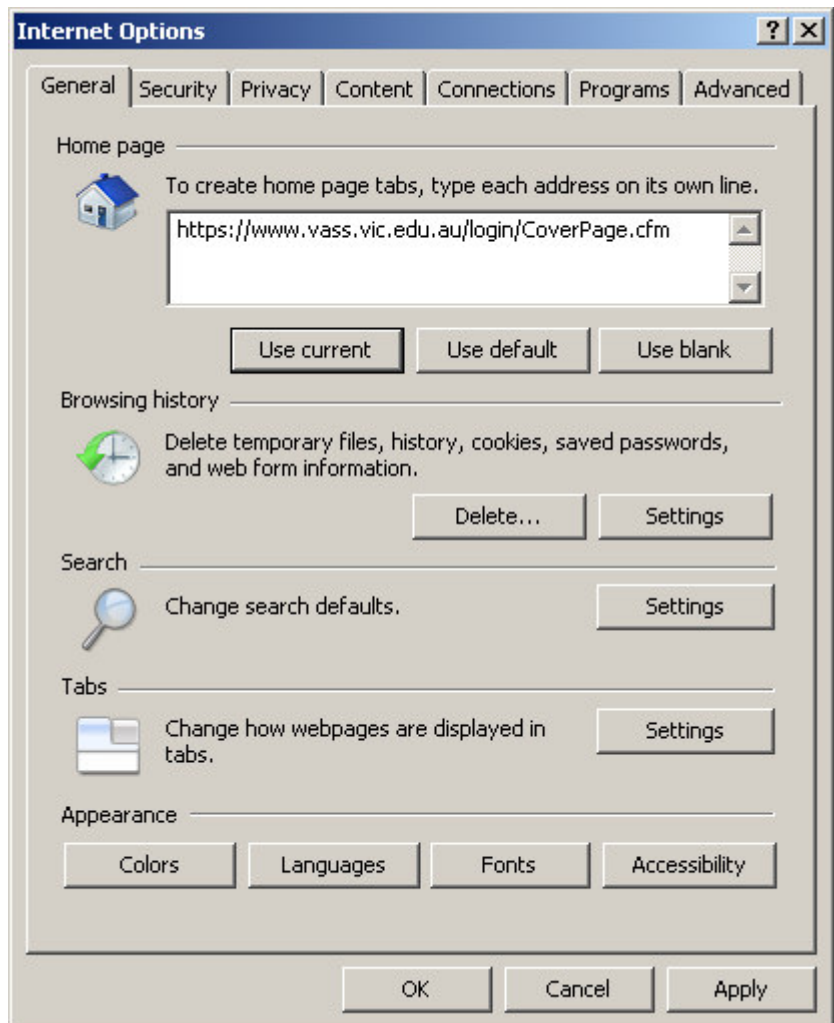 Internet Options
General Security Privacy Content Connections Programs Advanced
Home page
To create home page tabs, type each address on its own line.
https://www.vass.vic.edu.au/login/CoverPage.cfm
Use current Use default Use blank
Browsing history
Delete temporary files, history, cookies, saved passwords,
and web form information.
Delete... Settings
Search
Change search defaults. Settings
Tabs
Change how webpages are displayed in Settings
tabs.
Appearance
Colors Languages Fonts Accessibility
OK Cancel Apply